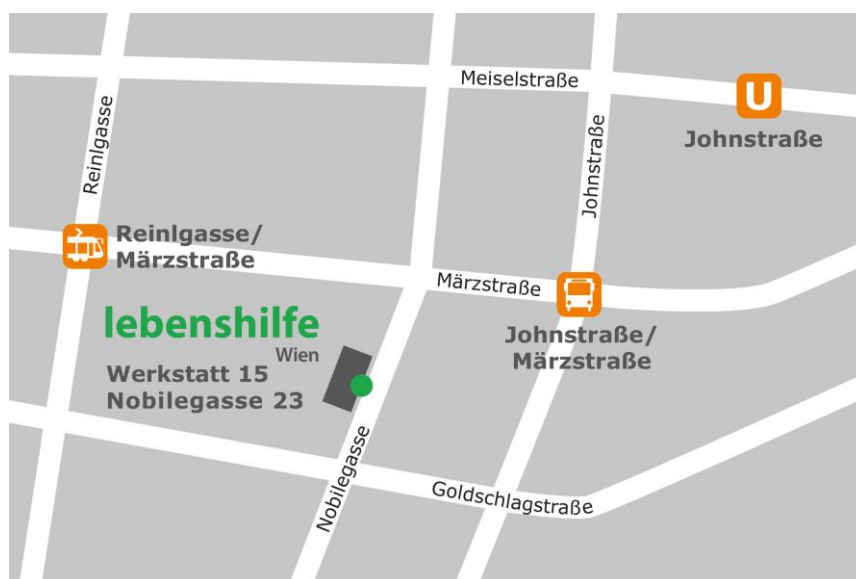 Meiselstraße
U
Johnstraße
Reinlgasse
Johnstraße
Reinlgasse/
Märzstraße
Märzstraße
Johnstraße/
Märzstraße
lebenshilfe
Wien
Werkstatt 15
Nobilegasse 23
Nobilegasse
Goldschlagstraße